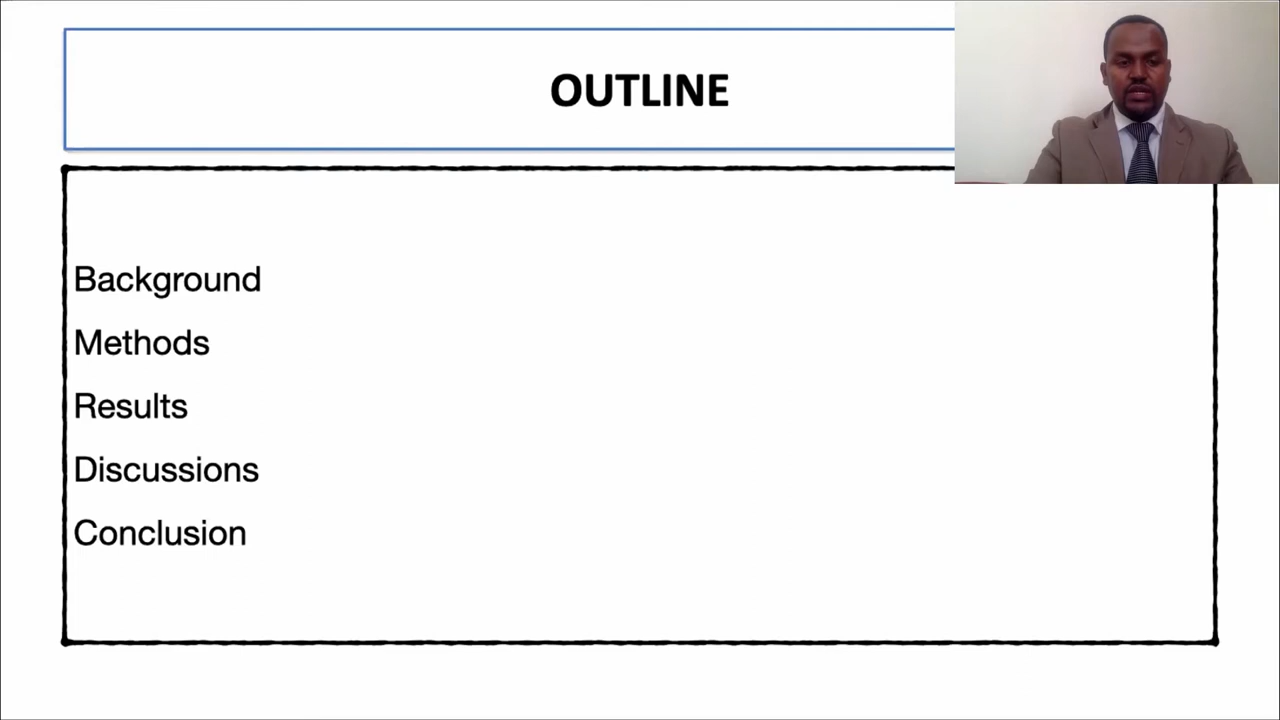 OUTLINE
Background
Methods
Results
Discussions
Conclusion